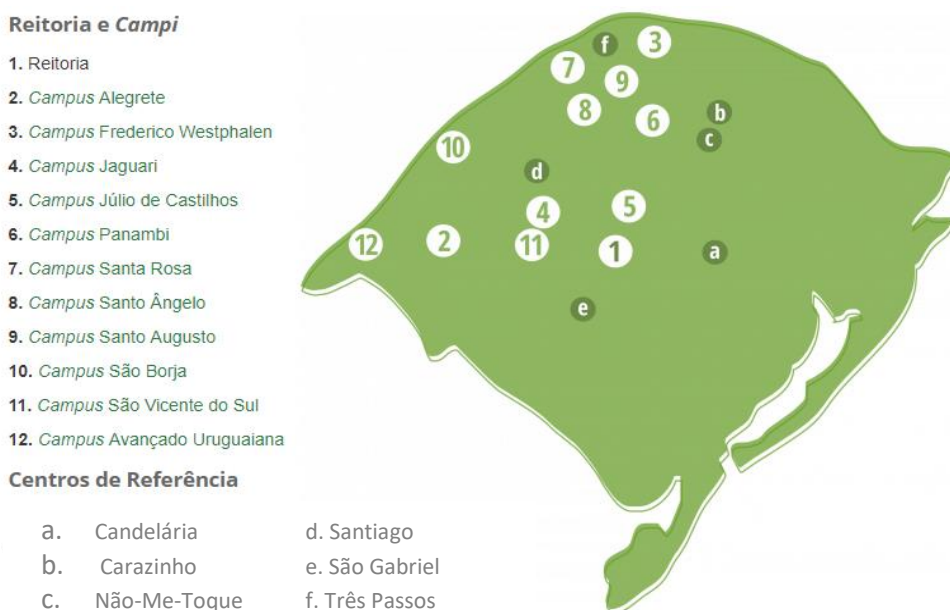 Reitoria e Campi
1. Reitoria
2. Campus Alegrete
3. Campus Frederico Westphalen
4. Campus Jaguari
5. Campus Júlio de Castilhos
6. Campus Panambi
7. Campus Santa Rosa
8. Campus Santo Ângelo
9. Campus Santo Augusto
10. Campus São Borja
11. Campus São Vicente do Sul
12. Campus Avançado Uruguaiana
Centros de Referência
a. Candelária d. Santiago
b. Carazinho e. São Gabriel
c. Não-Me-Toque f. Três Passos
f 3
7
9
8 b
6
c
10
d
4 5
12 2 11 1 a
e